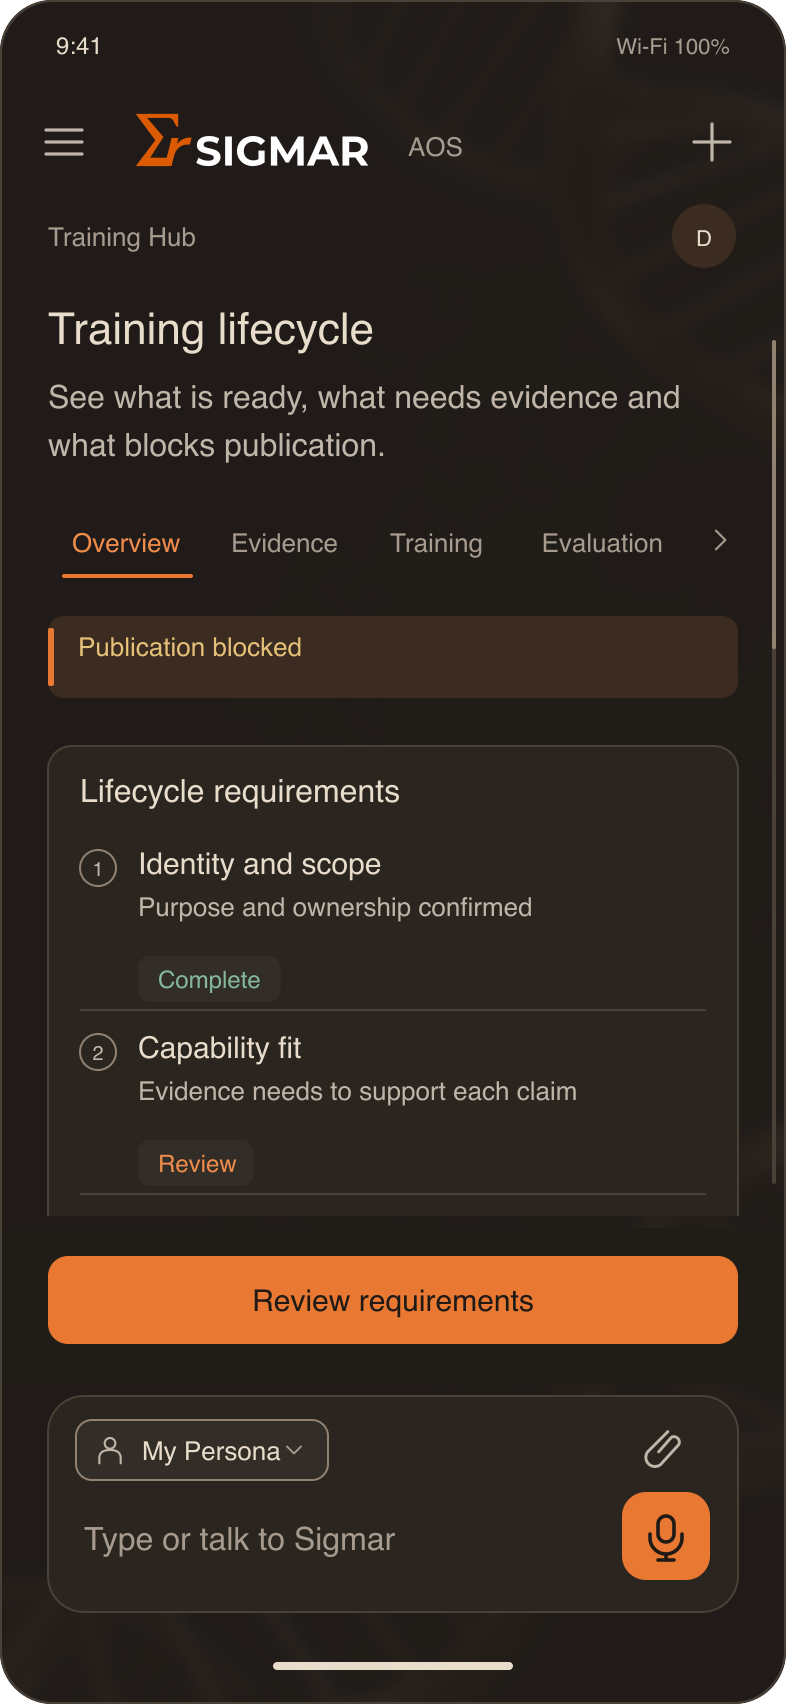 9:41
Wi-Fi 100%
Σr SIGMAR AOS
Training Hub
D
Training lifecycle
See what is ready, what needs evidence and
what blocks publication.
Overview Evidence Training Evaluation
Publication blocked
Lifecycle requirements
1 Identity and scope
Purpose and ownership confirmed
Complete
2 Capability fit
Evidence needs to support each claim
Review
Review requirements
My Persona
Type or talk to Sigmar